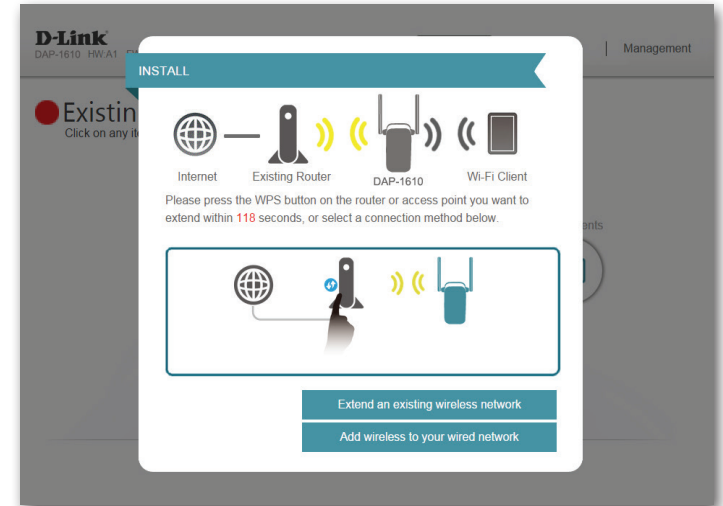 D-Link
DAP-1610 HW:A1
Management
INSTALL
Existin
Click on any
Internet
Existing Router
DAP-1610
Wi-Fi Client
Please press the WPS button on the router or access point you want to
extend within 118 seconds, or select a connection method below.
ents
Extend an existing wireless network
Add wireless to your wired network